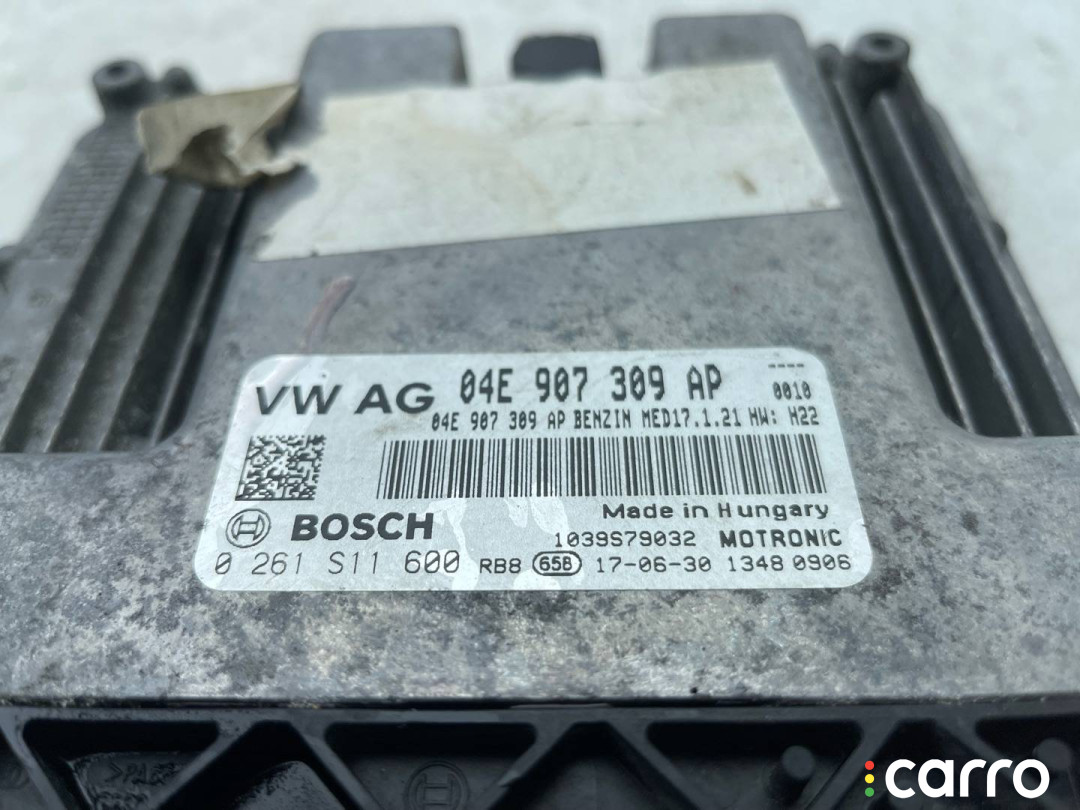 VW AG 04E 907 309 AP ----
0010
04E 907 309 AP BENZIN MED17.1.21 HW: H22
Made in Hungary
BOSCH 1039S79032 MOTRONIC
0 261 S11 600 RB8 65B 17-06-30 1348 0906
carro